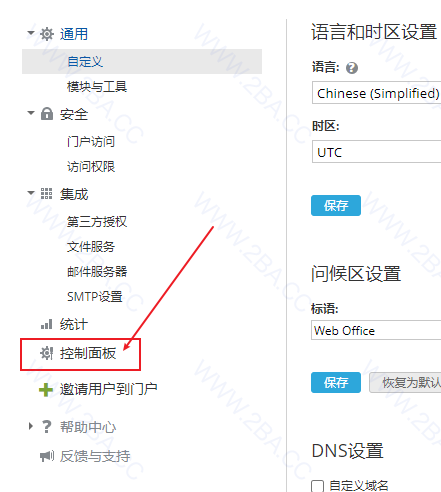 通用
自定义
模块与工具
安全
门户访问
访问权限
集成
第三方授权
文件服务
邮件服务器
SMTP设置
统计
控制面板
邀请用户到门户
帮助中心
反馈与支持
语言和时区设置
语言:
Chinese (Simplified)
时区:
UTC
保存
问候区设置
标语:
Web Office
保存
恢复为默认
DNS设置
自定义域名
WWW.2BA.CC